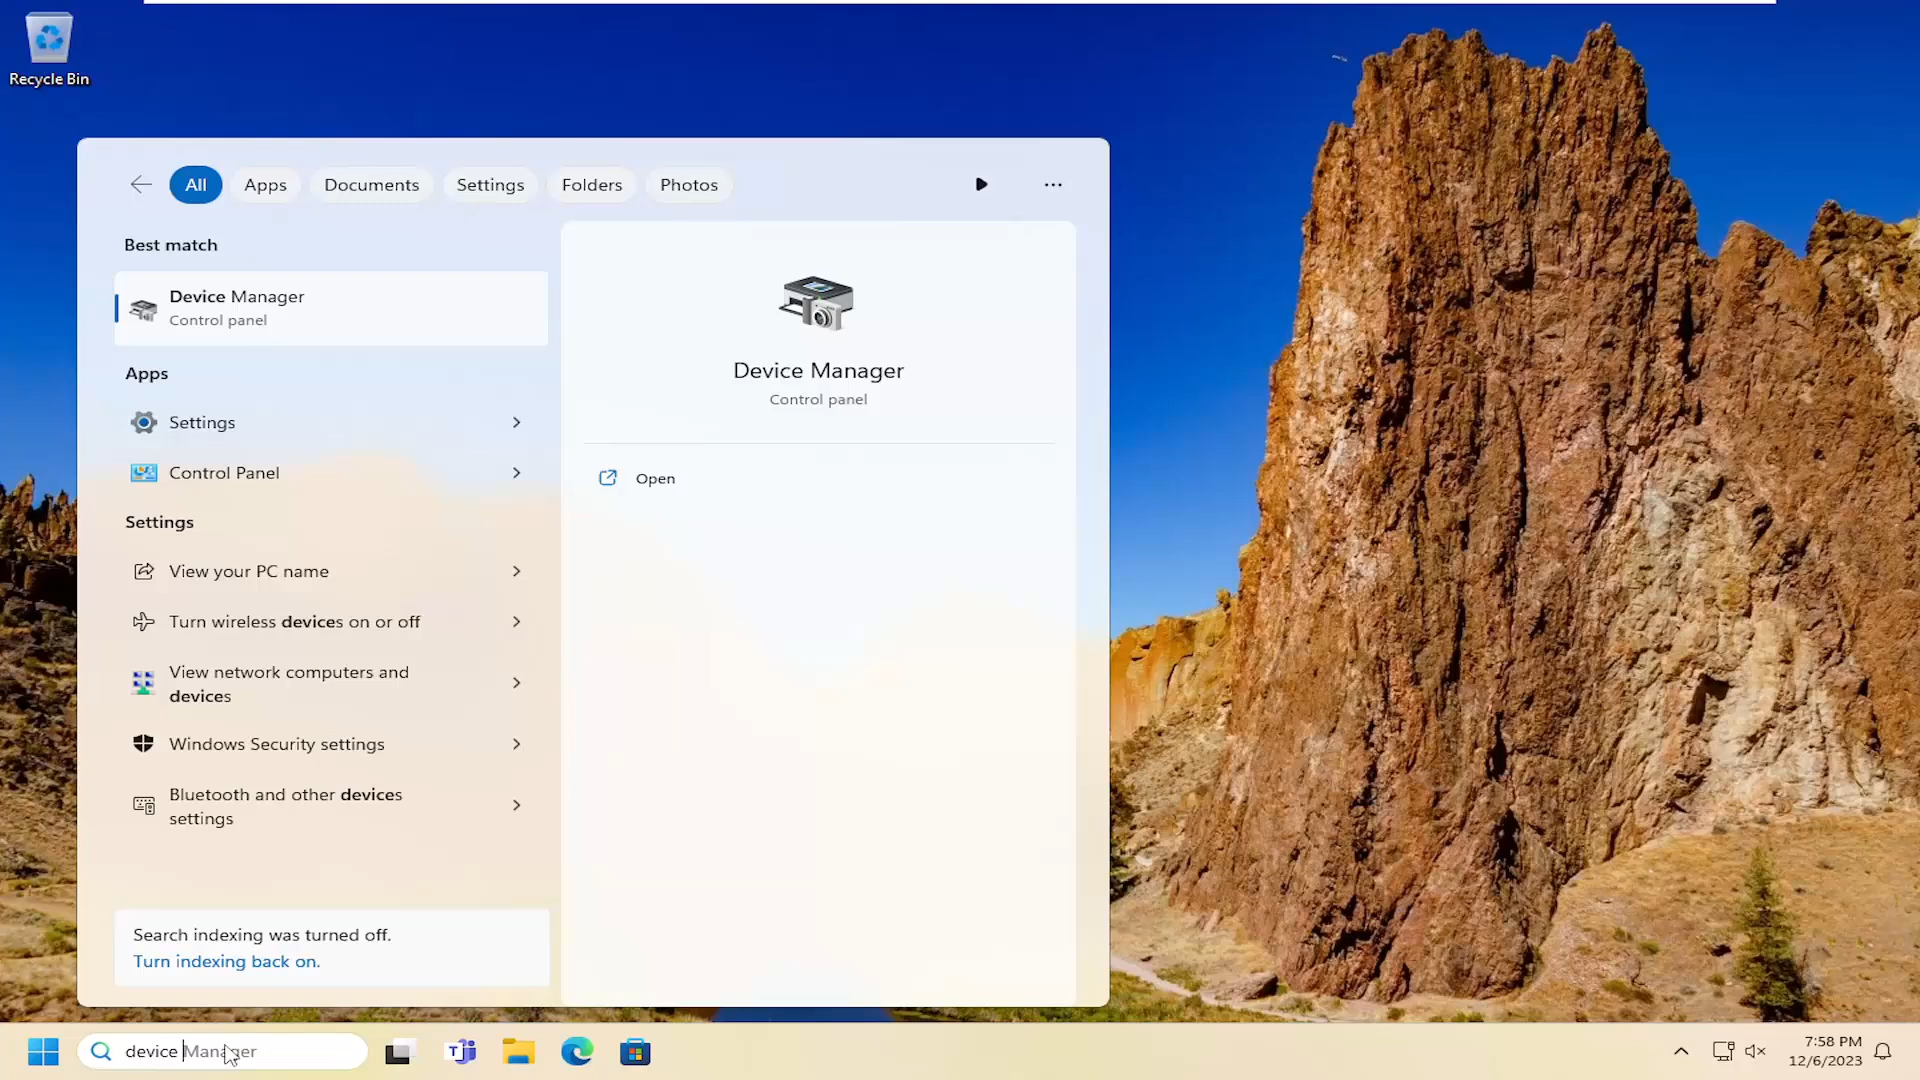 Recycle Bin
All
Apps
Documents
Settings
Folders
Photos
Best match
Device Manager
Control panel
Apps
Settings
Control Panel
Settings
View your PC name
Turn wireless devices on or off
View network computers and
devices
Windows Security settings
Bluetooth and other devices
settings
Search indexing was turned off.
Turn indexing back on.
Device Manager
Control panel
Open
device Manager
7:58 PM
12/6/2023